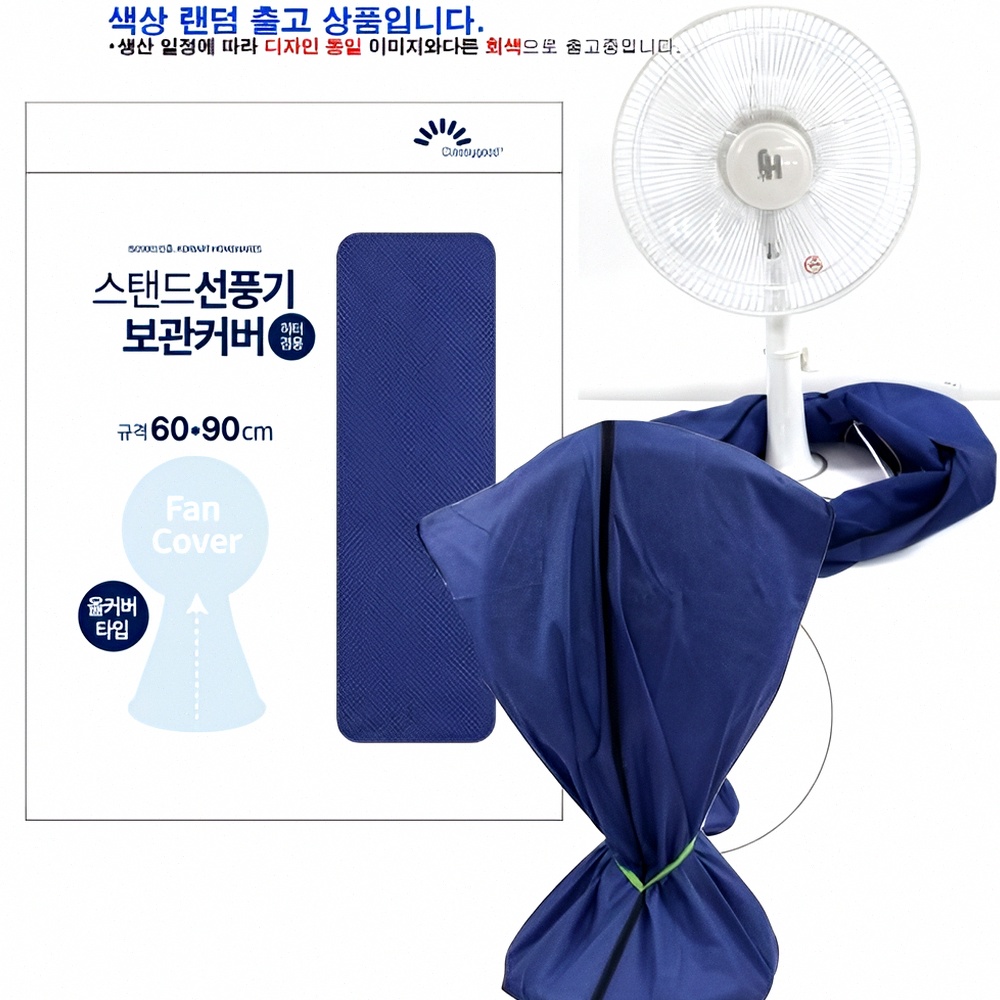 색상 랜덤 출고 상품입니다.
•생산 일정에 따라 디자인 동일 이미지와다른 회색으로 출고중입니다.
스탠드선풍기
보관커버
히터
겸용
규격 60*90cm
Fan
Cover
올커버
타입
H